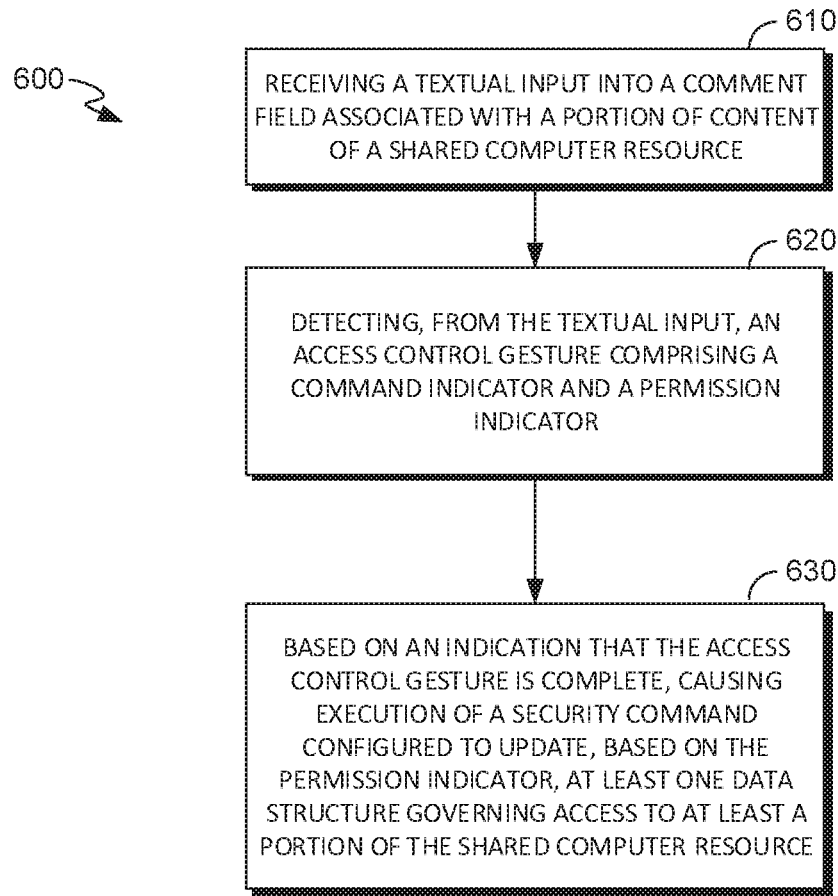 600
610
RECEIVING A TEXTUAL INPUT INTO A COMMENT
FIELD ASSOCIATED WITH A PORTION OF CONTENT
OF A SHARED COMPUTER RESOURCE
620
DETECTING, FROM THE TEXTUAL INPUT, AN
ACCESS CONTROL GESTURE COMPRISING A
COMMAND INDICATOR AND A PERMISSION
INDICATOR
630
BASED ON AN INDICATION THAT THE ACCESS
CONTROL GESTURE IS COMPLETE, CAUSING
EXECUTION OF A SECURITY COMMAND
CONFIGURED TO UPDATE, BASED ON THE
PERMISSION INDICATOR, AT LEAST ONE DATA
STRUCTURE GOVERNING ACCESS TO AT LEAST A
PORTION OF THE SHARED COMPUTER RESOURCE